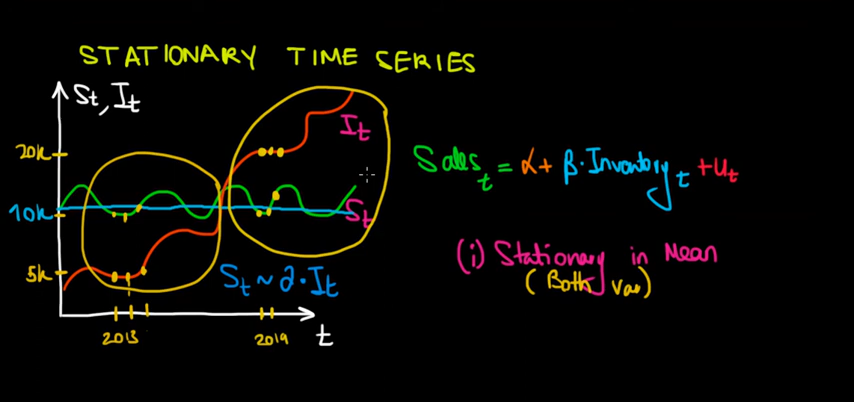 STATIONARY TIME SERIES
St, It
It
20k
Salest = α + β · Inventoryt + ut
10k
St
(i) Stationary in Mean
5k
St ~ 2 · It
(Both var)
2013
2019
t